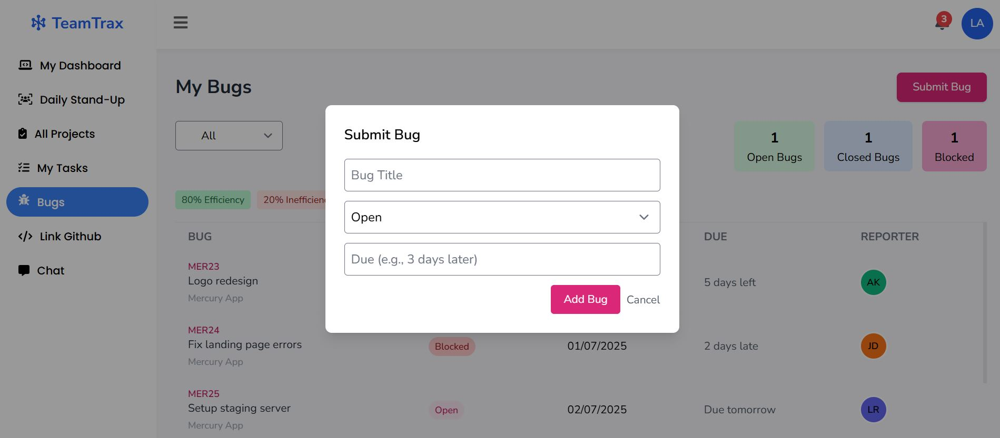 TeamTrax
3
LA
My Dashboard
Daily Stand-Up
All Projects
My Tasks
Bugs
Link Github
Chat
My Bugs
Submit Bug
All
1
Open Bugs
1
Closed Bugs
1
Blocked
80% Efficiency
20%
Submit Bug
Bug Title
Open
Due (e.g., 3 days later)
Add Bug
Cancel
BUG
DUE
REPORTER
MER23
Logo redesign
Mercury App
5 days left
AK
MER24
Fix landing page errors
Mercury App
Blocked
01/07/2025
2 days late
JD
MER25
Setup staging server
Mercury App
Open
02/07/2025
Due tomorrow
LR